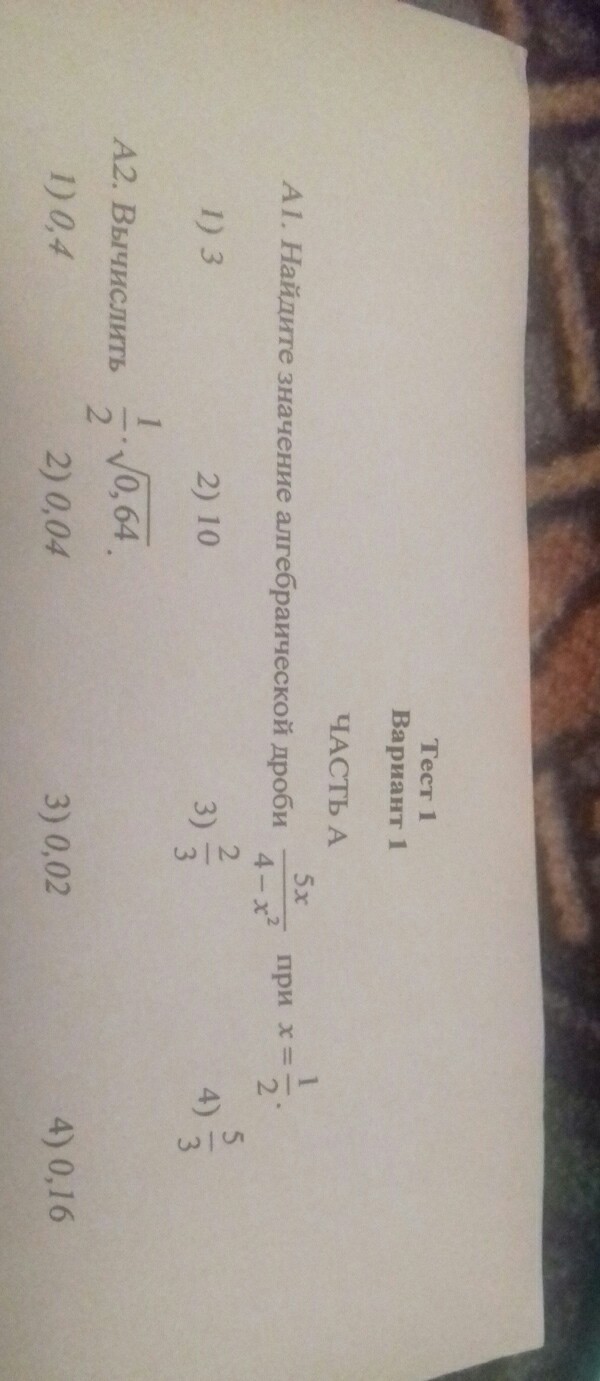 Тест 1
Вариант 1
ЧАСТЬ А
А1. Найдите значение алгебраической дроби 5x/(4 − x²) при x = 1/2.
1) 3 2) 10 3) 2/3 4) 5/3
А2. Вычислить 1/2 · √0,64.
1) 0,4 2) 0,04 3) 0,02 4) 0,16